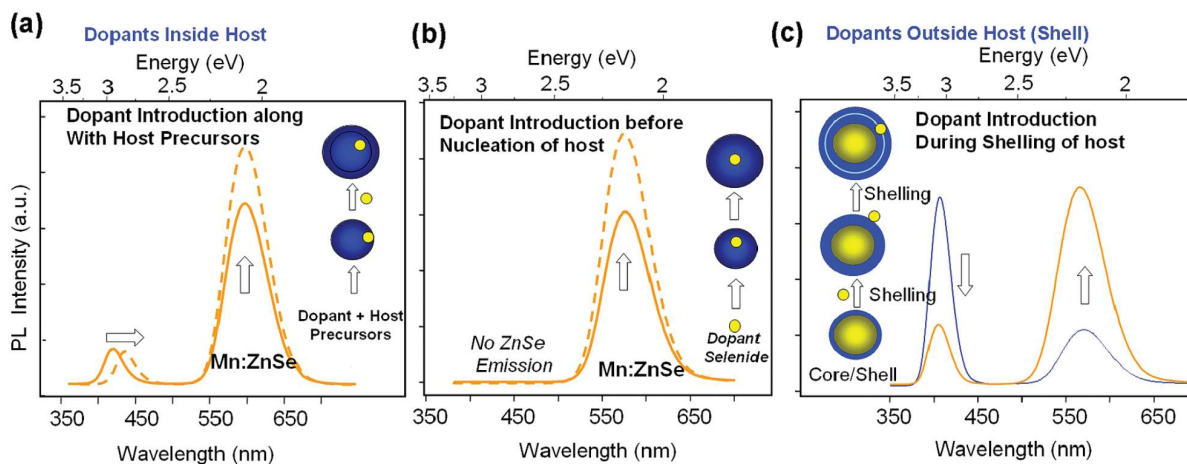 (a)
Dopants Inside Host
Energy (eV)
3.5 3 2.5 2
Dopant Introduction along
With Host Precursors
Dopant + Host
Precursors
Mn:ZnSe
PL Intensity (a.u.)
350 450 550 650
Wavelength (nm)
(b)
Energy (eV)
3.5 3 2.5 2
Dopant Introduction before
Nucleation of host
No ZnSe
Emission
Mn:ZnSe
Dopant
Selenide
350 450 550 650
Wavelength (nm)
(c)
Dopants Outside Host (Shell)
Energy (eV)
3.5 3 2.5 2
Dopant Introduction
During Shelling of host
Shelling
Shelling
Core/Shell
350 450 550 650
Wavelength (nm)